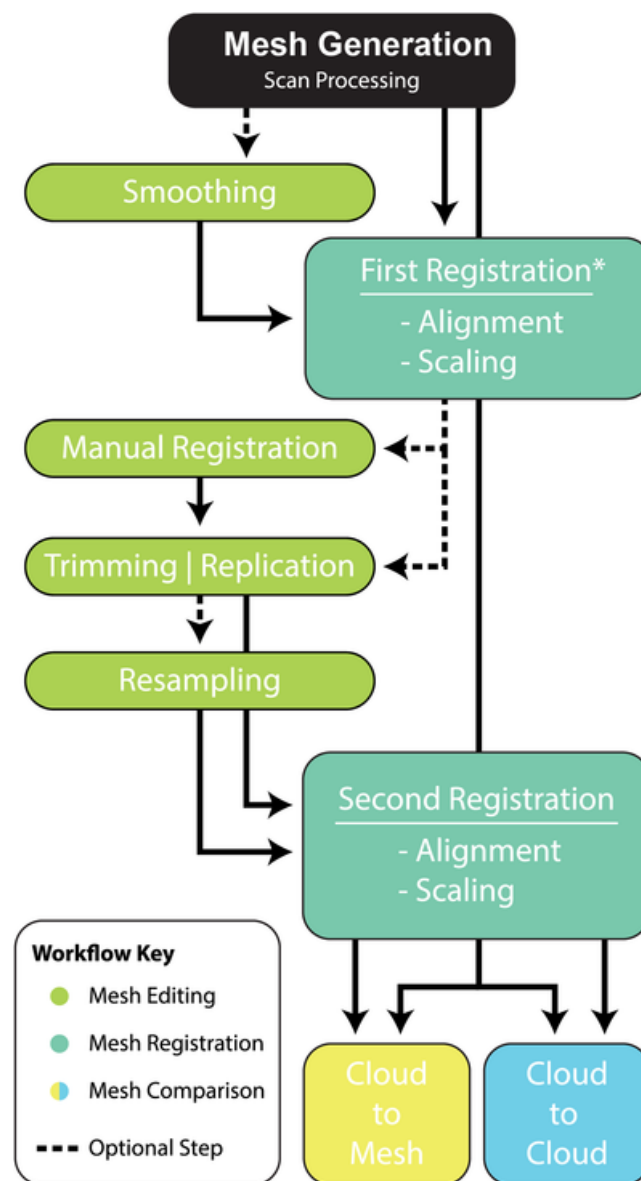 Mesh Generation
Scan Processing
Smoothing
First Registration*
- Alignment
- Scaling
Manual Registration
Trimming | Replication
Resampling
Second Registration
- Alignment
- Scaling
Workflow Key
Mesh Editing
Mesh Registration
Mesh Comparison
Optional Step
Cloud
to
Mesh
Cloud
to
Cloud